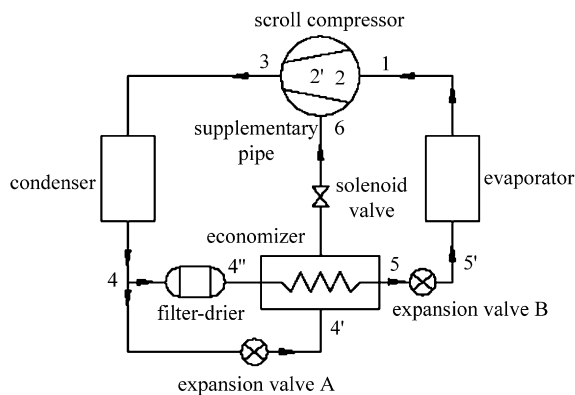 scroll compressor
3
2'
2
1
6
supplementary
pipe
condenser
solenoid
valve
evaporator
economizer
4
4"
5
5'
filter-drier
4'
expansion valve B
expansion valve A